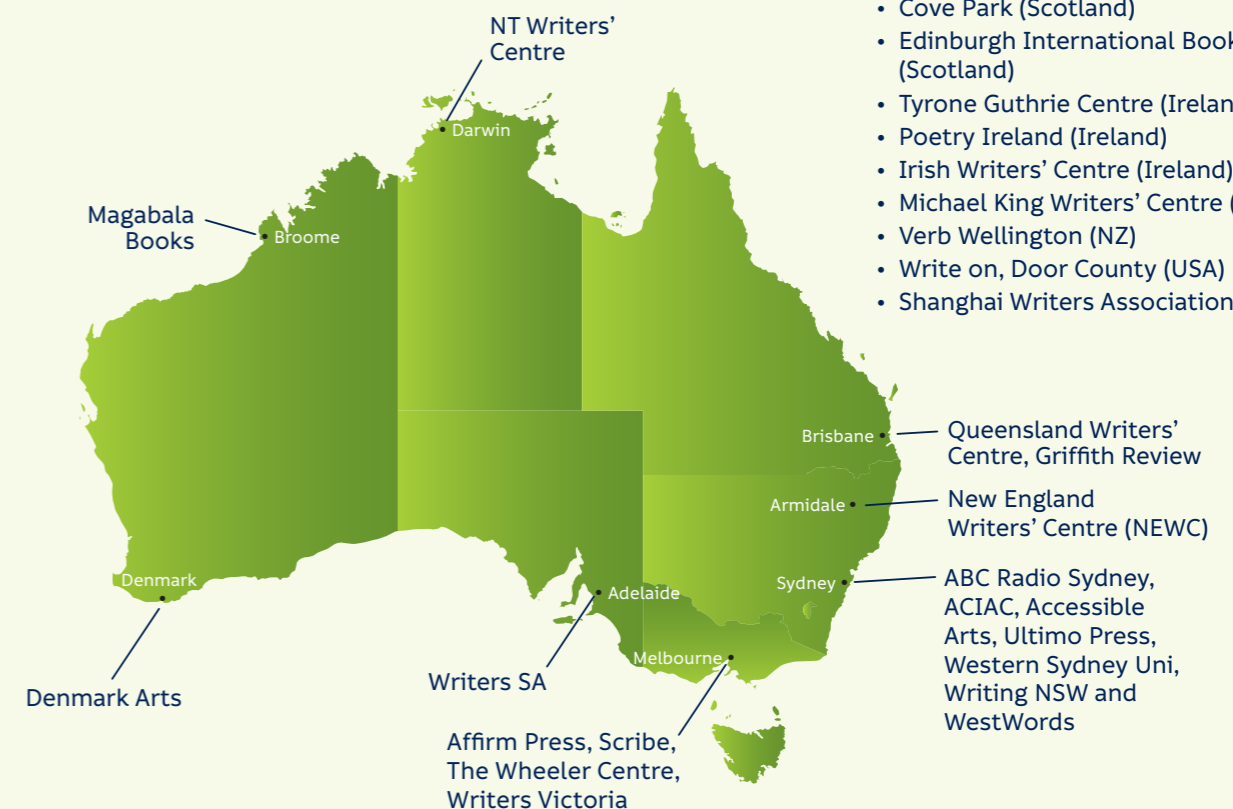 NT Writers’
Centre
Darwin
Magabala
Books
Broome
• Cove Park (Scotland)
• Edinburgh International Book
(Scotland)
• Tyrone Guthrie Centre
• Poetry Ireland (Ireland)
• Irish Writers’ Centre (Ireland)
• Michael King Writers’ Centre
• Verb Wellington (NZ)
• Write on, Door County (USA)
• Shanghai Writers Association
Brisbane
Queensland Writers’
Centre, Griffith Review
Armidale
New England
Writers’ Centre (NEWC)
Sydney
ABC Radio Sydney,
ACIAC, Accessible
Arts, Ultimo Press,
Western Sydney Uni,
Writing NSW and
WestWords
Denmark
Denmark Arts
Adelaide
Writers SA
Melbourne
Affirm Press, Scribe,
The Wheeler Centre,
Writers Victoria